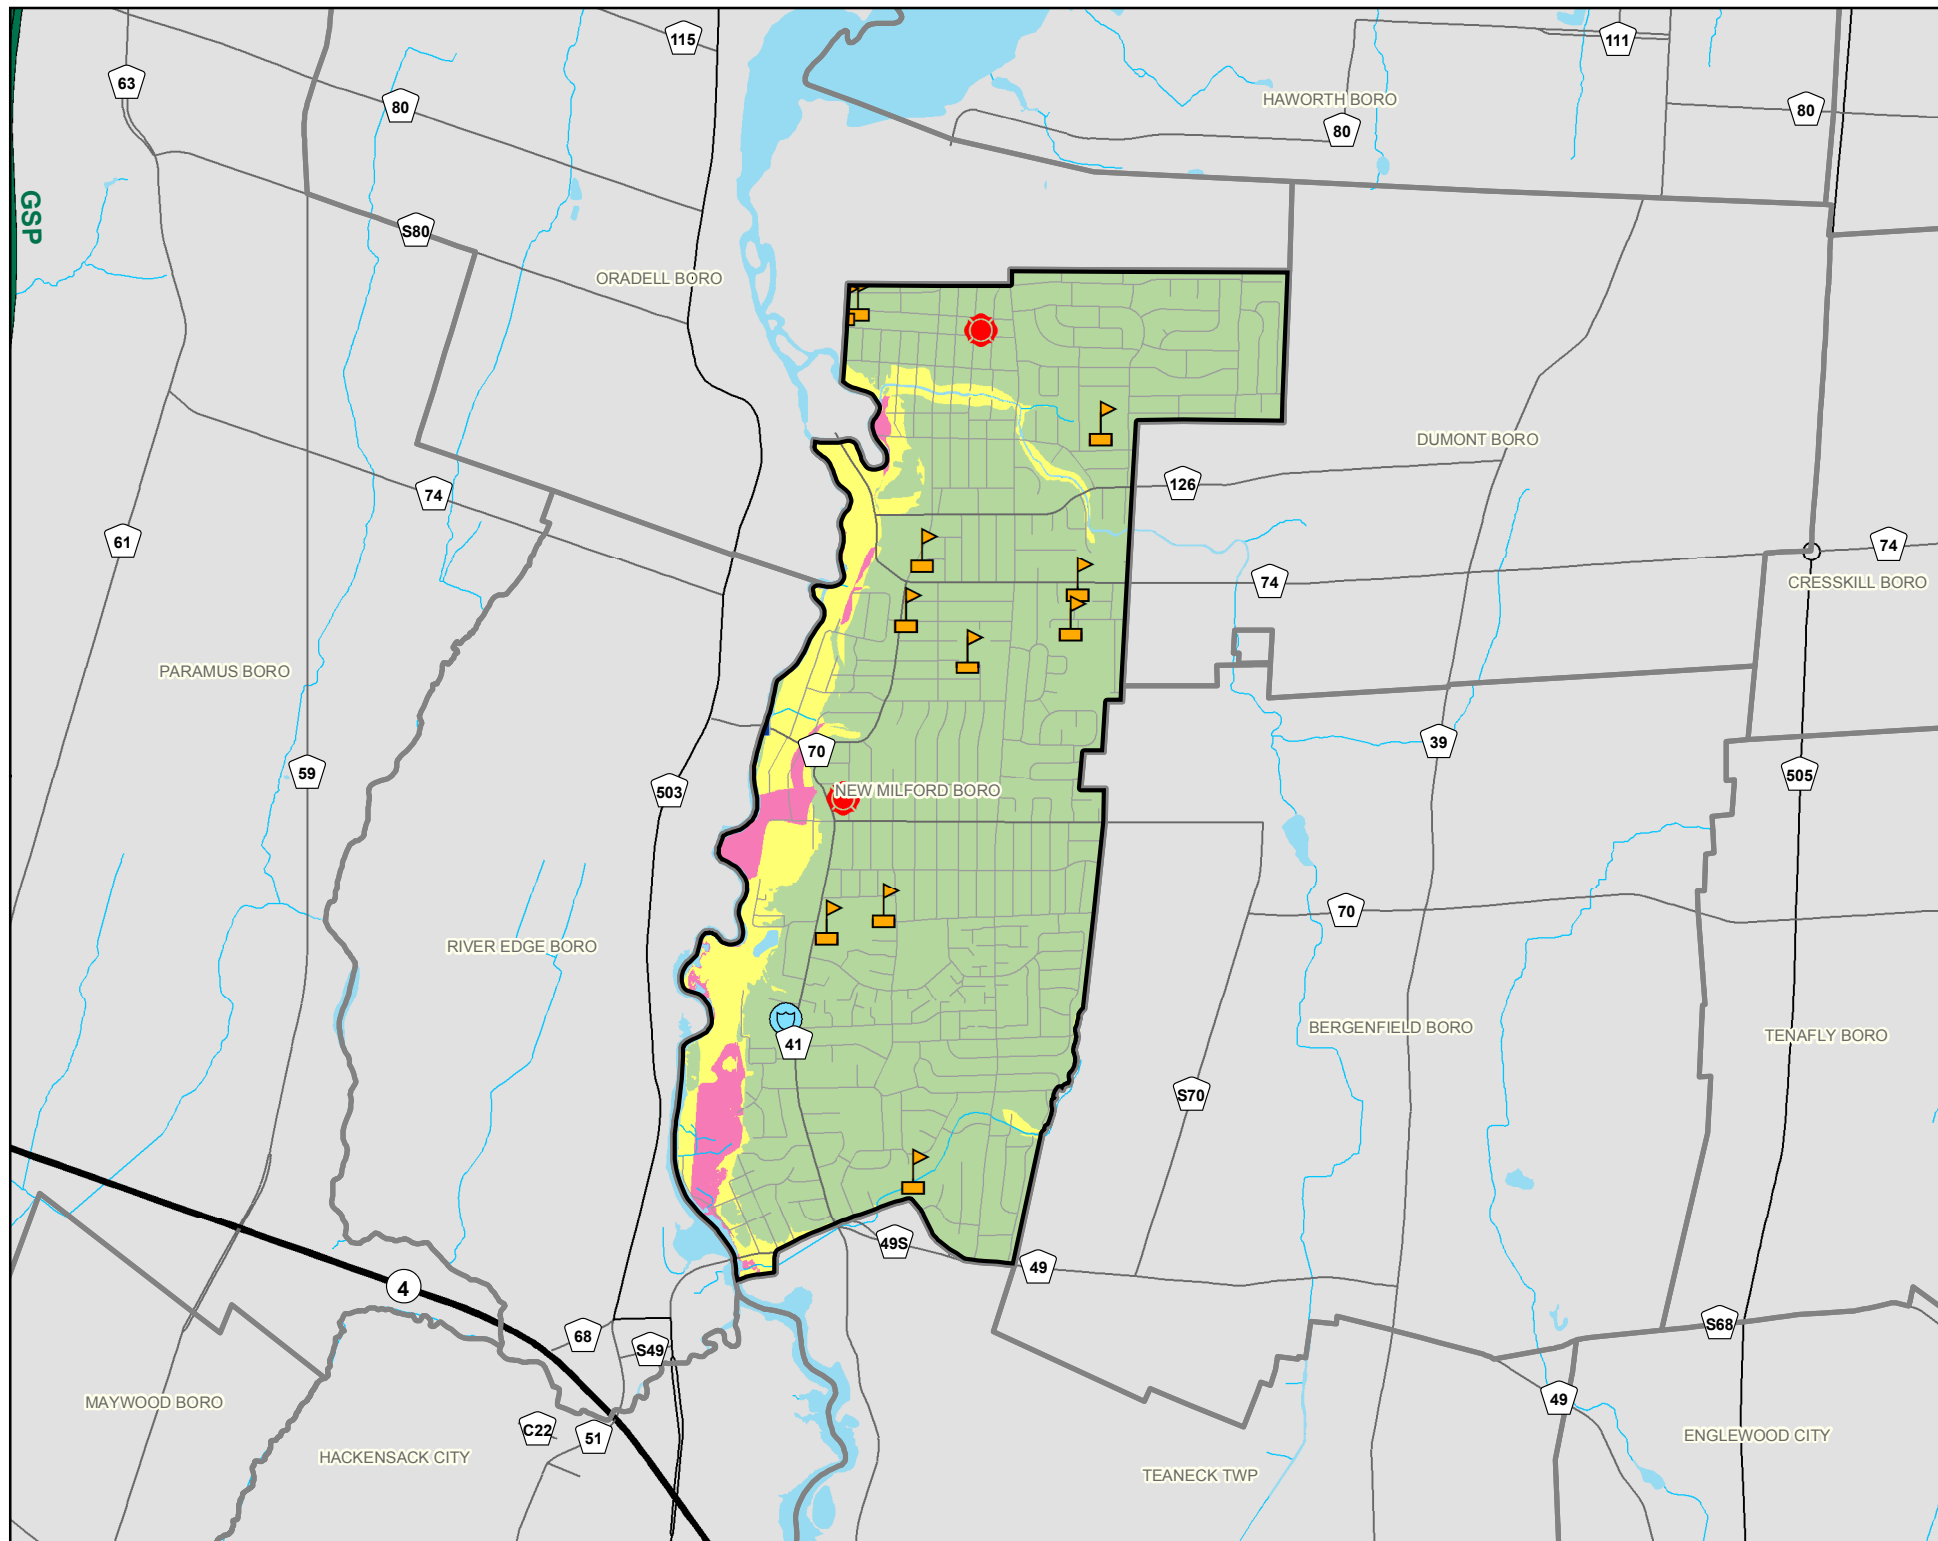 115
111
63
80
HAWORTH BORO
80
80
GSP
S80
ORADELL BORO
DUMONT BORO
74
126
61
74
74
CRESSKILL BORO
PARAMUS BORO
70
39
59
505
503
NEW MILFORD BORO
70
RIVER EDGE BORO
BERGENFIELD BORO
TENAFLY BORO
41
S70
49S
49
4
68
S49
S68
MAYWOOD BORO
49
C22
51
ENGLEWOOD CITY
HACKENSACK CITY
TEANECK TWP